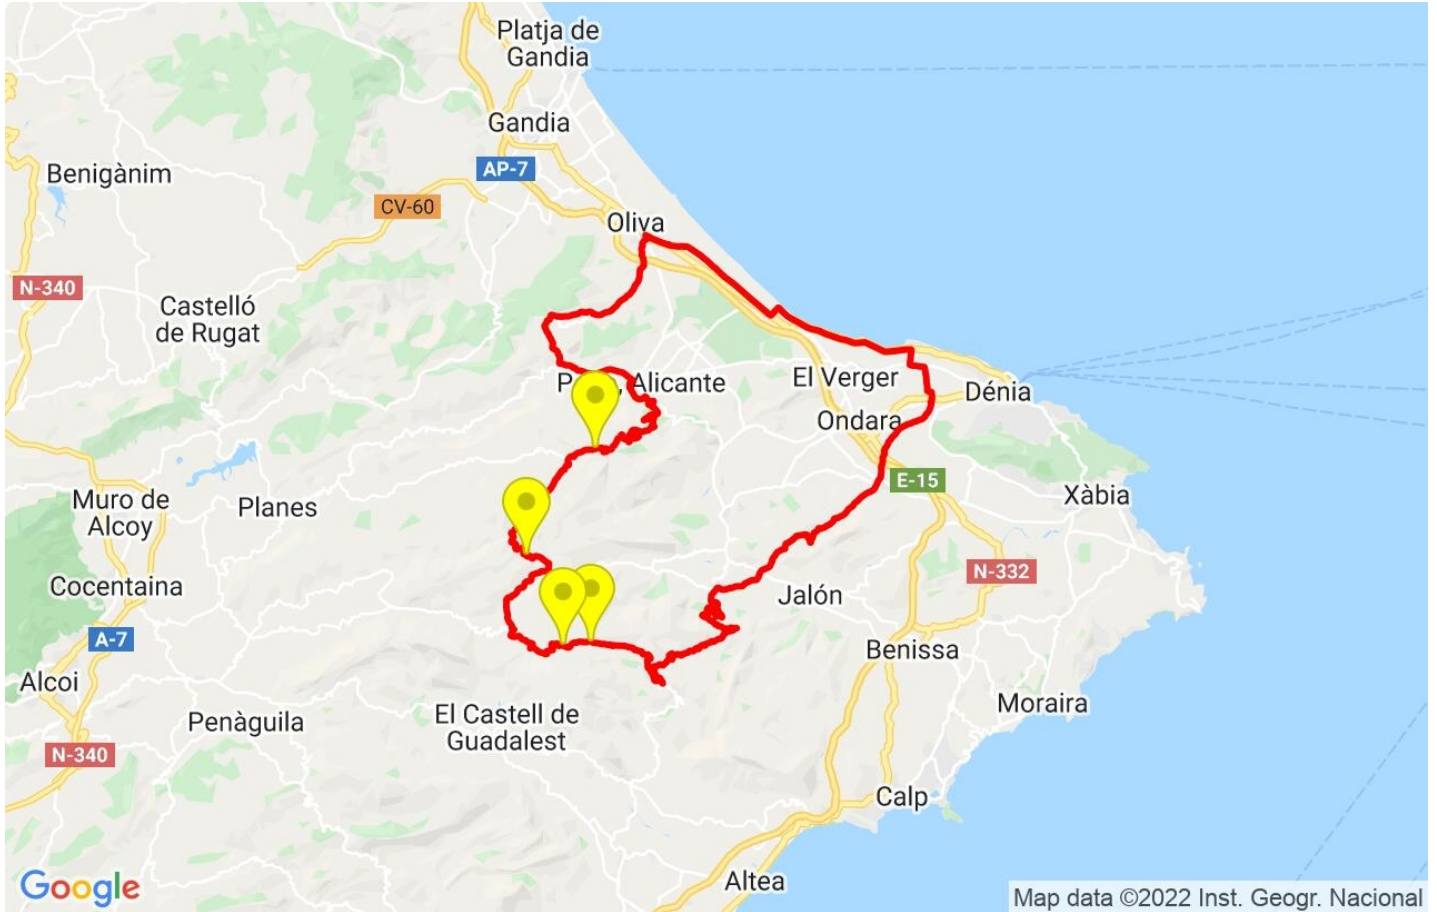 Platja de
Gandia
Gandia
Benigànim
AP-7
CV-60
Oliva
N-340
Castelló
de Rugat
Alicante
El Verger
Dénia
Ondara
E-15
Xàbia
Muro de
Alcoy
Planes
Cocentaina
N-332
Jalón
A-7
Benissa
Alcoi
Penàguila
El Castell de
Guadalest
Moraira
N-340
Calp
Altea
Google
Map data ©2022 Inst. Geogr. Nacional